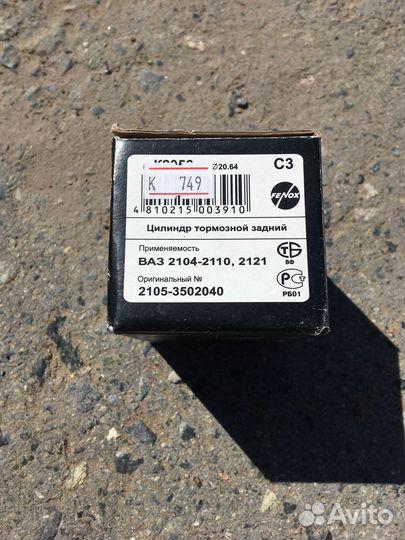 Ø20.64 C3
K 749
FENOX
4 810215 003910
Цилиндр тормозной задний
Применяемость
ВАЗ 2104-2110, 2121
ВФ
Оригинальный №
2105-3502040
РБ01
Avito